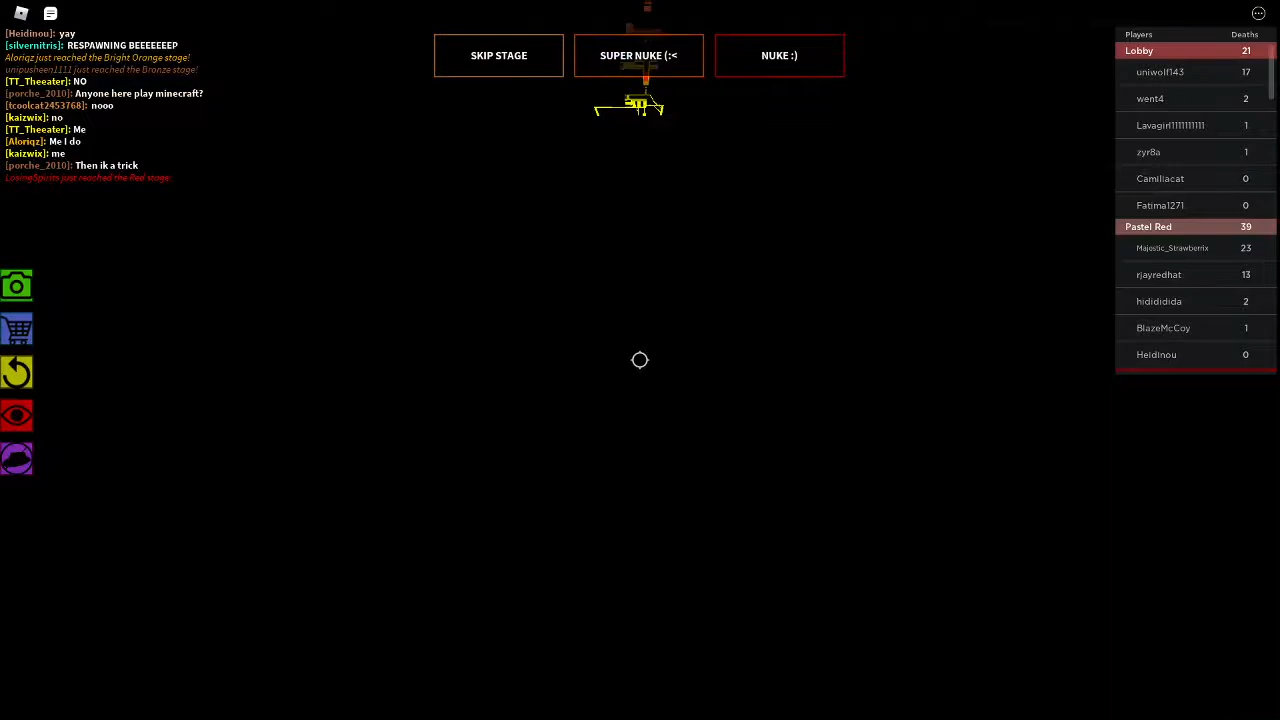 [Heidinou]: yay
[silvernitris]: RESPAWNING BEEEEEEP
Aloriqz just reached the Bright Orange stage!
unipusheen1111 just reached the Bronze stage!
[TT_Theeater]: NO
[porche_2010]: Anyone here play minecraft?
[tcoolcat2453768]: nooo
[kaizwix]: no
[TT_Theeater]: Me
[Aloriqz]: Me I do
[kaizwix]: me
[porche_2010]: Then ik a trick
LosingSpirits just reached the Red stage!
SKIP STAGE
SUPER NUKE (:<
NUKE :)
Players Deaths
Lobby 21
uniwolf143 17
went4 2
Lavagirl1111111111 1
zyr8a 1
Camiliacat 0
Fatima1271 0
Pastel Red 39
Majestic_Strawberrix 23
rjayredhat 13
hidididida 2
BlazeMcCoy 1
Heidinou 0